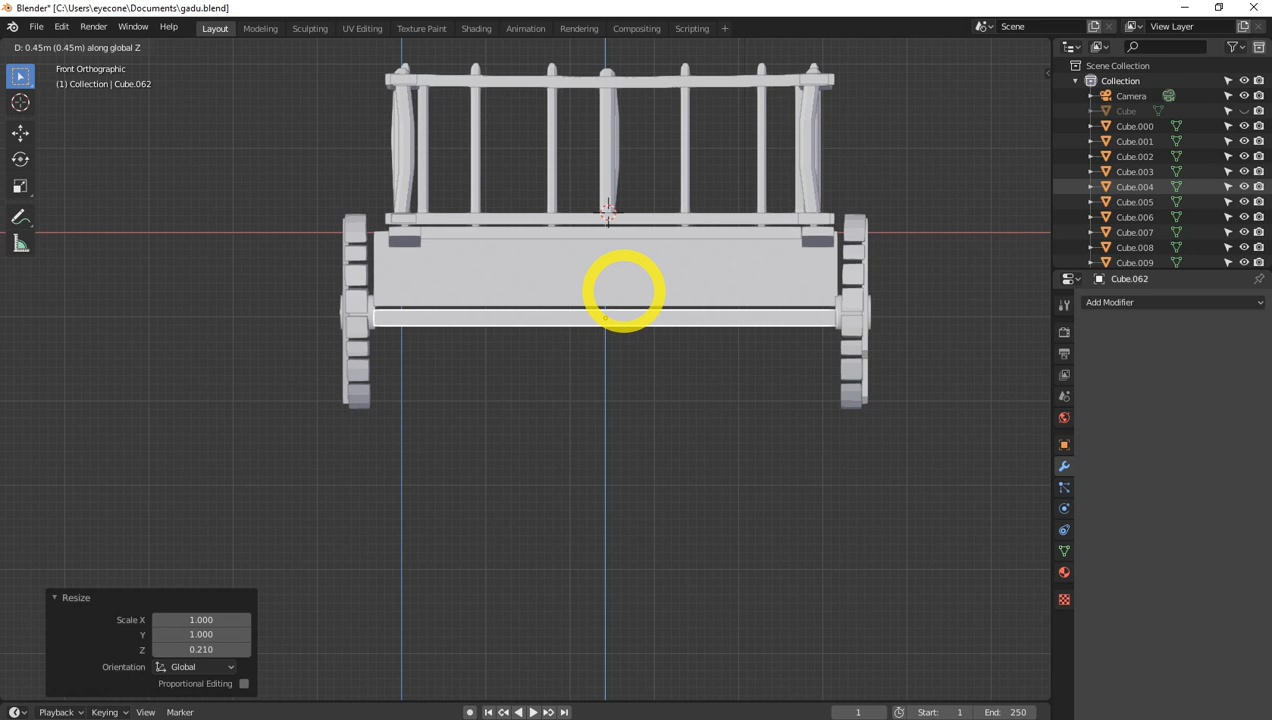 Blender* [C:\Users\eyecone\Documents\gadu.blend]
File Edit Render Window Help Layout Modeling Sculpting UV Editing Texture Paint Shading Animation Rendering Compositing Scripting + Scene View Layer
D: 0.45m (0.45m) along global Z
Front Orthographic
(1) Collection | Cube.062
Scene Collection
Collection
Camera
Cube
Cube.000
Cube.001
Cube.002
Cube.003
Cube.004
Cube.005
Cube.006
Cube.007
Cube.008
Cube.009
Cube.062
Add Modifier
Resize
Scale X 1.000
Y 1.000
Z 0.210
Orientation Global
Proportional Editing
Playback Keying View Marker 1 Start: 1 End: 250